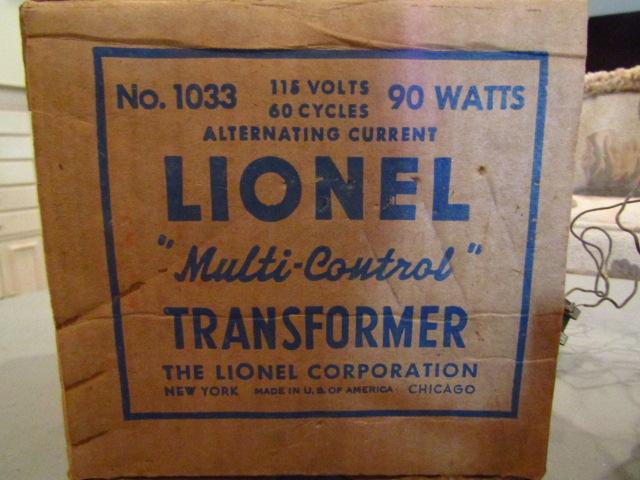 No. 1033 115 VOLTS 90 WATTS
60 CYCLES
ALTERNATING CURRENT
LIONEL
"Multi-Control"
TRANSFORMER
THE LIONEL CORPORATION
NEW YORK MADE IN U.S. OF AMERICA CHICAGO